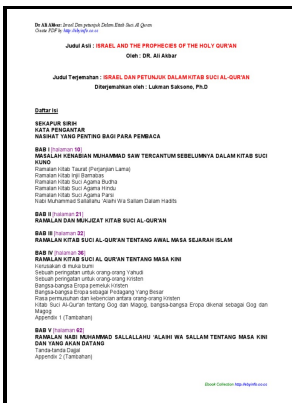 Dr Ali Akbar: Israel Dan petunjuk Dalam Kitab Suci Al Quran
Create PDF by http://ebyinfo.co.cc
Judul Asli : ISRAEL AND THE PROPHECIES OF THE HOLY QUR'AN
Oleh : DR. Ali Akbar
Judul Terjemahan : ISRAEL DAN PETUNJUK DALAM KITAB SUCI AL-QUR'AN
Diterjemahkan oleh : Lukman Saksono, Ph.D
Daftar Isi
SEKAPUR SIRIH
KATA PENGANTAR
NASIHAT YANG PENTING BAGI PARA PEMBACA
BAB I [halaman 10]
MASALAH KENABIAN MUHAMMAD SAW TERCANTUM SEBELUMNYA DALAM KITAB SUCI
KUNO
Ramalan Kitab Taurat (Perjanjian Lama)
Ramalan Kitab Injil Barnabas
Ramalan Kitab Suci Agama Budha
Ramalan Kitab Suci Agama Hindu
Ramalan Kitab Suci Agama Parsi
Nabi Muhammad Sallallahu 'Alaihi Wa Sallam Dalam Hadits
BAB II [halaman 21]
RAMALAN DAN MUKJIZAT KITAB SUCI AL-QUR'AN
BAB III [halaman 32]
RAMALAN KITAB SUCI AL-QUR'AN TENTANG AWAL MASA SEJARAH ISLAM
BAB IV [halaman 36]
RAMALAN KITAB SUCI AL-QUR'AN TENTANG MASA KINI
Kerusakan di muka bumi
Sebuah peringatan untuk orang-orang Yahudi
Sebuah peringatan untuk orang-orang Kristen
Bangsa-bangsa Eropa pemeluk Kristen
Bangsa-bangsa Eropa sebagai Pedagang Yang Besar
Rasa permusuhan dan kebencian antara orang-orang Kristen
Kitab Suci Al-Qur'an tentang Gog dan Magog, bangsa-bangsa Eropa dikenal sebagai Gog dan
Magog
Appendix 1 (Tambahan)
BAB V [halaman 62]
RAMALAN NABI MUHAMMAD SALLALLAHU 'ALAIHI WA SALLAM TENTANG MASA KINI
DAN YANG AKAN DATANG
Tanda-tanda Dajjal
Appendix 2 (Tambahan)
Ebook Collection http://ebyinfo.co.cc